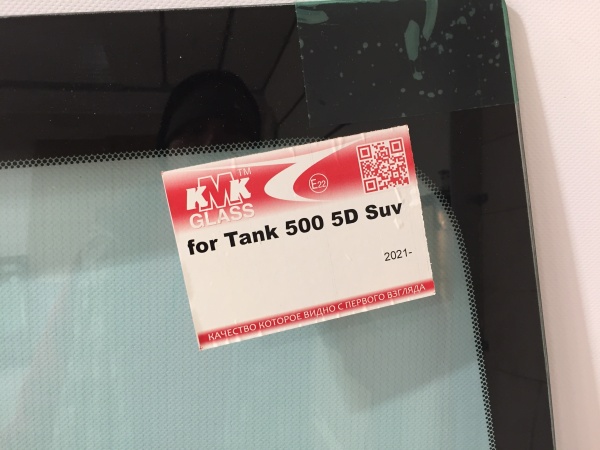 KMK TM
GLASS
E22
for Tank 500 5D Suv
2021-
КАЧЕСТВО КОТОРОЕ ВИДНО С ПЕРВОГО ВЗГЛЯДА